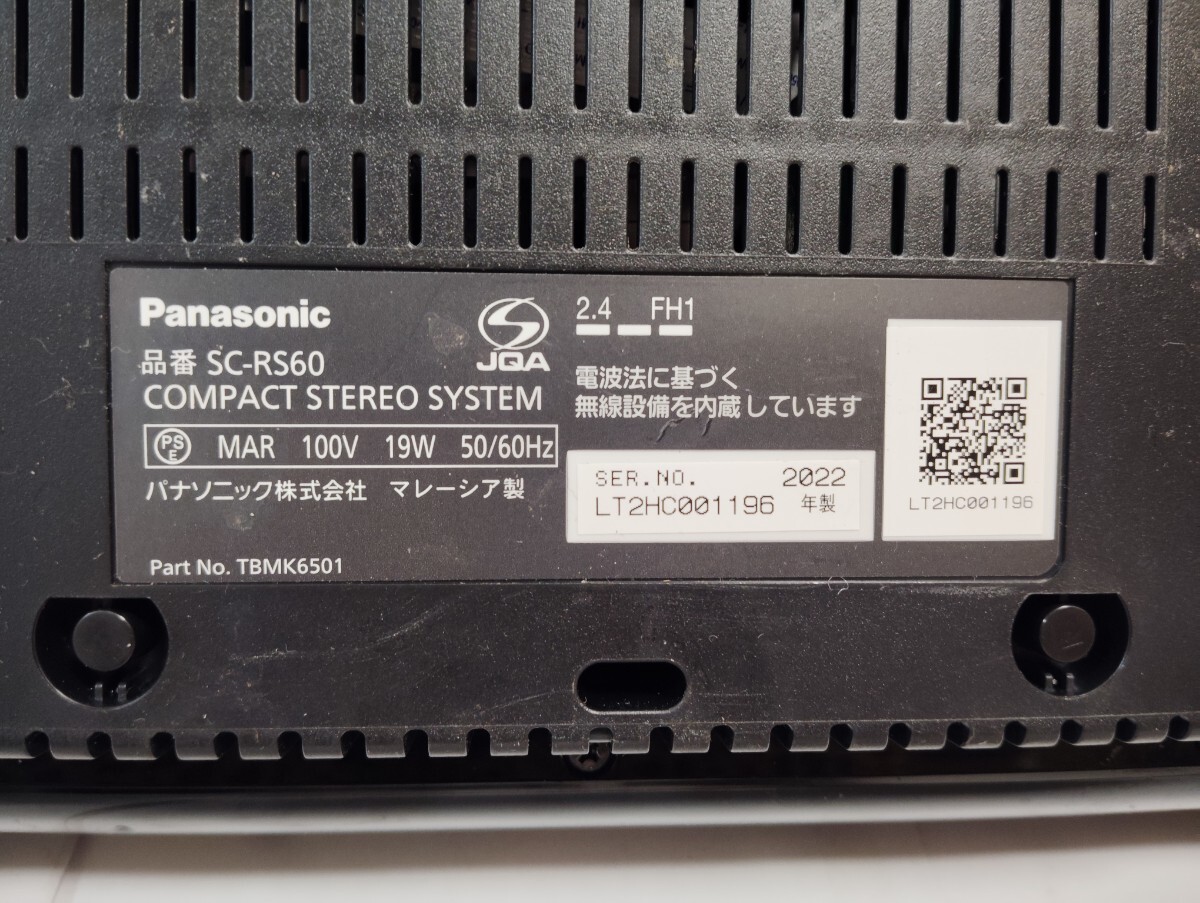 Panasonic
品番 SC-RS60
COMPACT STEREO SYSTEM
PSE MAR 100V 19W 50/60Hz
パナソニック株式会社 マレーシア製
Part No. TBMK6501
JQA
2.4 FH1
電波法に基づく
無線設備を内蔵しています
SER.NO. 2022
LT2HC001196 年製
LT2HC001196